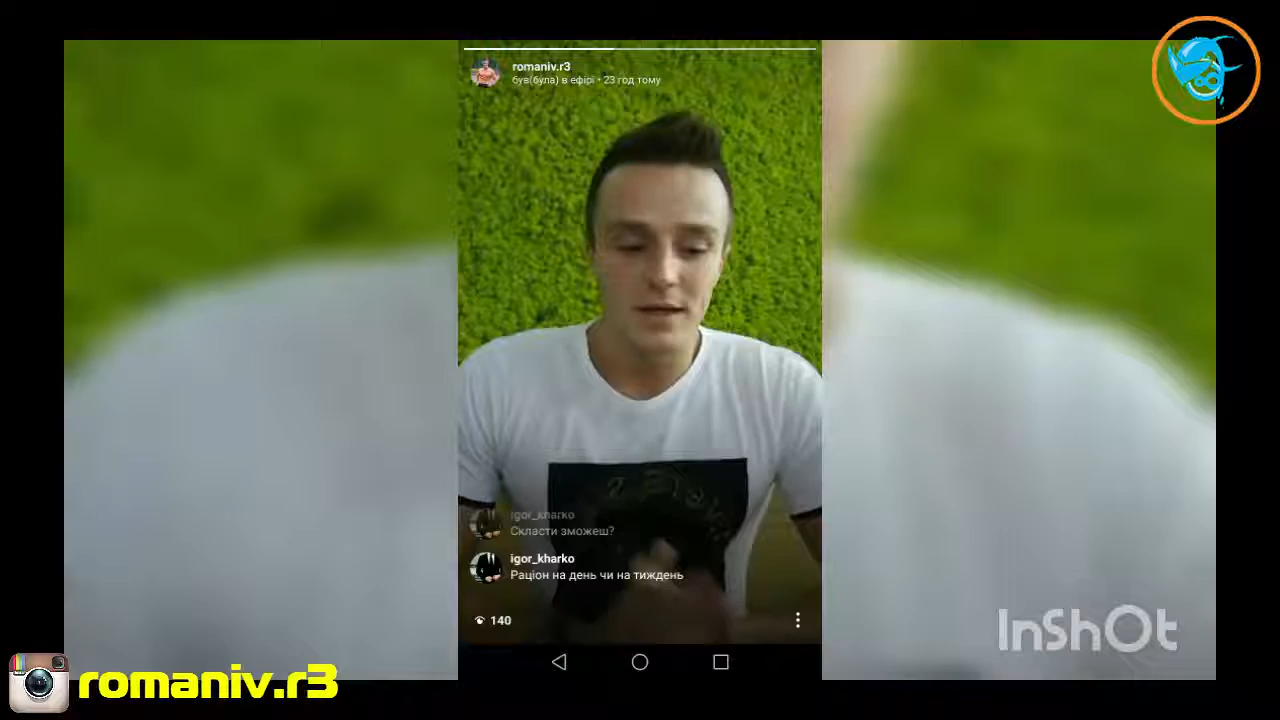 romaniv.r3
був(була) в ефірі • 23 год тому
igor_kharko
Скласти зможеш?
igor_kharko
Раціон на день чи на тиждень
140
InShOt
romaniv.r3